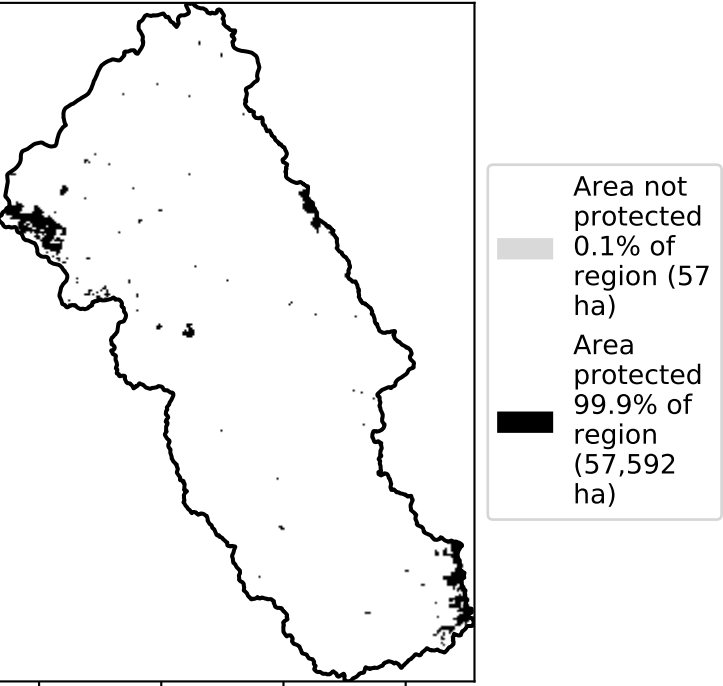 Area not
protected
0.1% of
region (57
ha)
Area
protected
99.9% of
region
(57,592
ha)